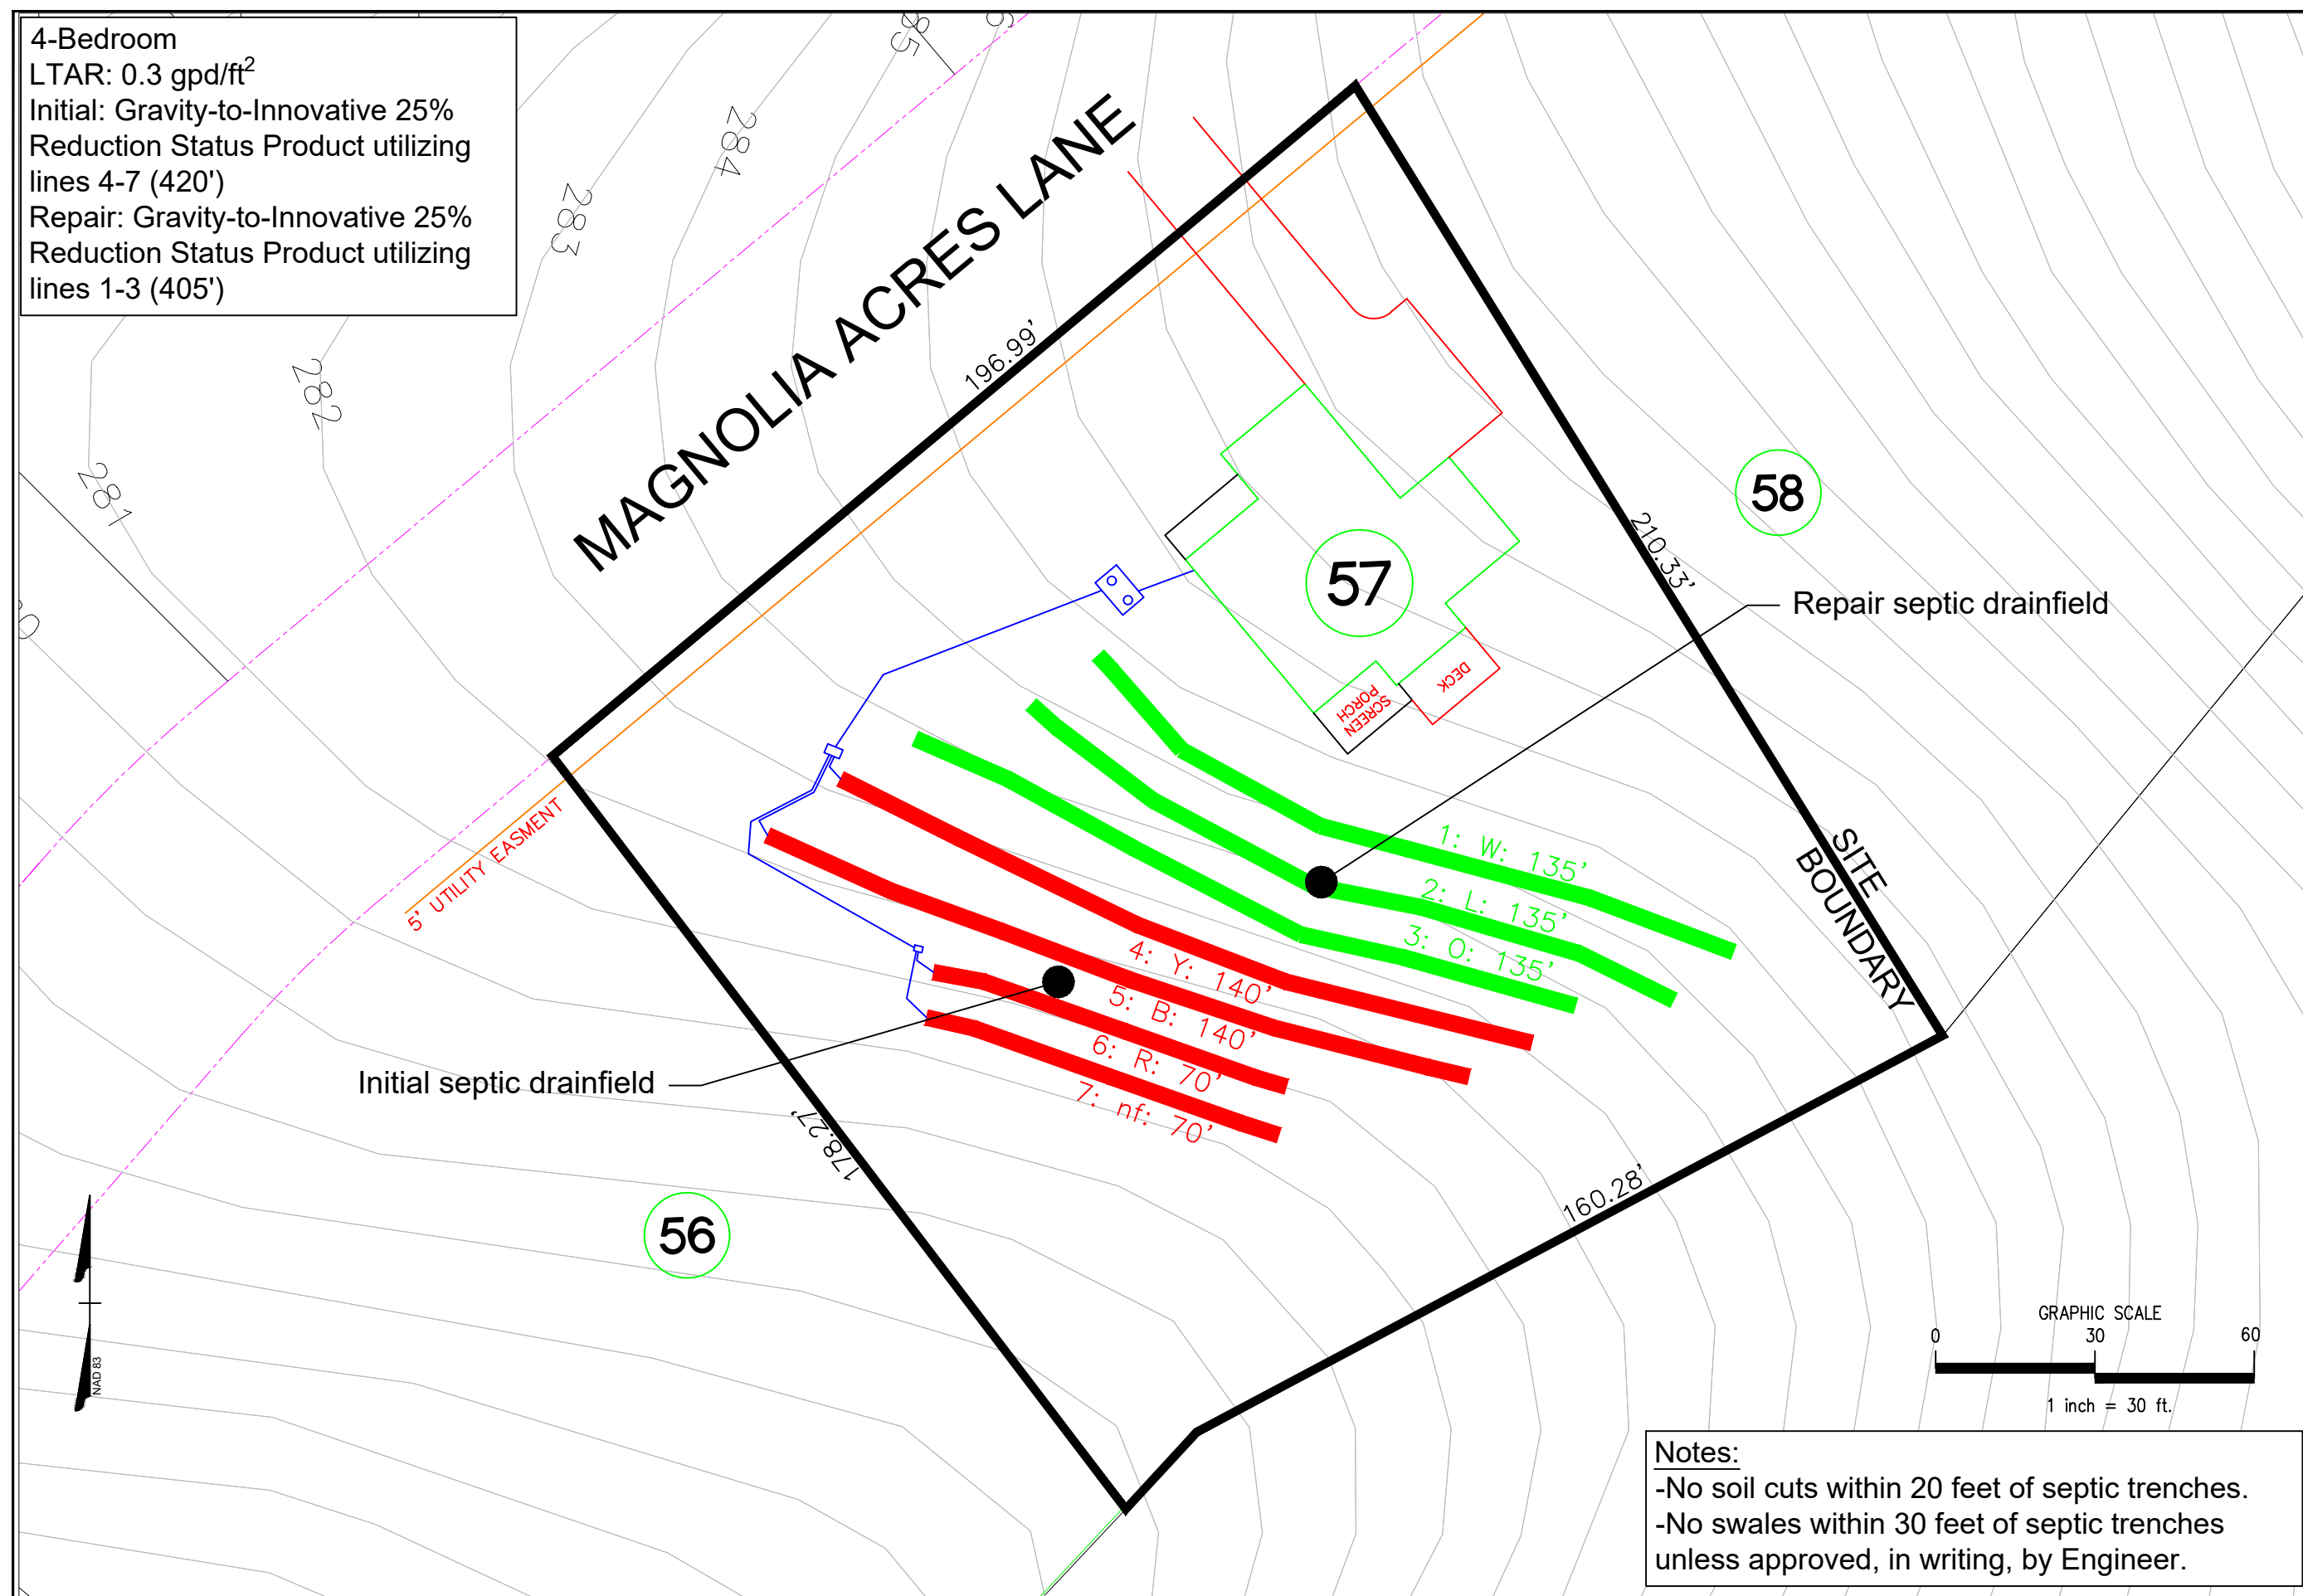 4-Bedroom
LTAR: 0.3 gpd/ft²
Initial: Gravity-to-Innovative 25%
Reduction Status Product utilizing
lines 4-7 (420')
Repair: Gravity-to-Innovative 25%
Reduction Status Product utilizing
lines 1-3 (405')
285
284
283
282
281
MAGNOLIA ACRES LANE
196.99'
58
57
210.33'
Repair septic drainfield
DECK
SCREEN
PORCH
5' UTILITY EASMENT
SITE
BOUNDARY
1: W: 135'
2: L: 135'
3: O: 135'
4: Y: 140'
5: B: 140'
6: R: 70'
7: nf: 70'
Initial septic drainfield
178.27'
160.28'
56
NAD 83
GRAPHIC SCALE
0 30 60
1 inch = 30 ft.
Notes:
-No soil cuts within 20 feet of septic trenches.
-No swales within 30 feet of septic trenches
unless approved, in writing, by Engineer.